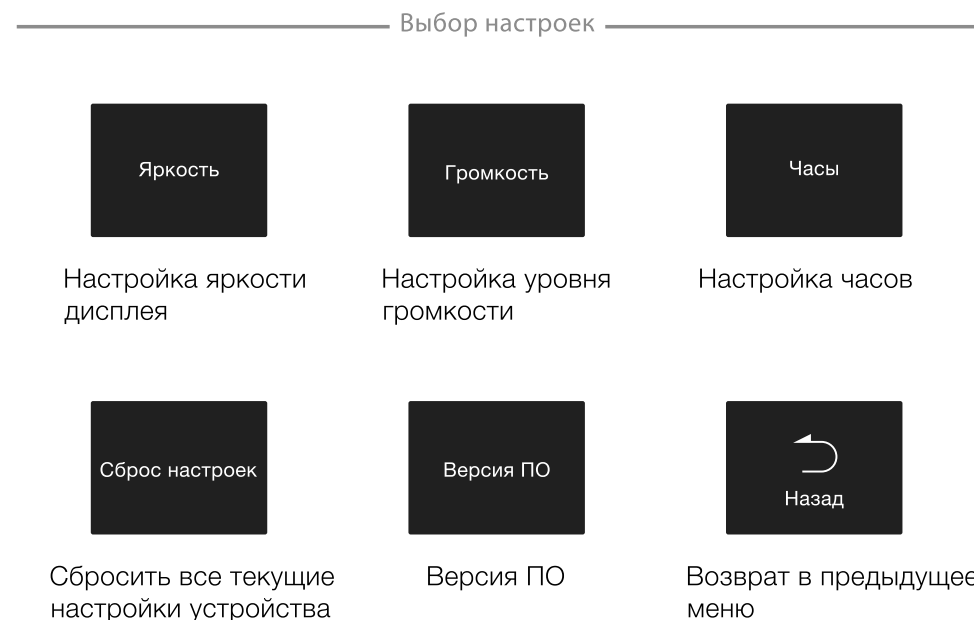 Выбор настроек
Яркость
Громкость
Часы
Настройка яркости
дисплея
Настройка уровня
громкости
Настройка часов
Сброс настроек
Версия ПО
Назад
Сбросить все текущие
настройки устройства
Версия ПО
Возврат в предыдущее
меню